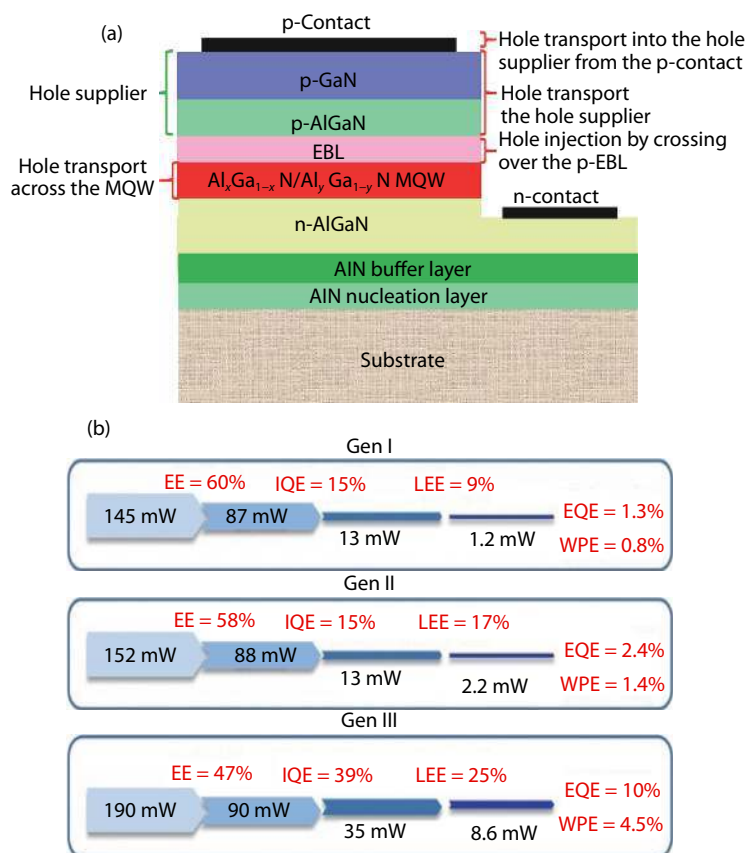 (a)
p-Contact
Hole transport into the hole
supplier from the p-contact
p-GaN
Hole supplier
Hole transport
the hole supplier
p-AlGaN
EBL
Hole injection by crossing
over the p-EBL
Hole transport
across the MQW
AlₓGa₁₋ₓ N/Alᵧ Ga₁₋ᵧ N MQW
n-contact
n-AlGaN
AIN buffer layer
AIN nucleation layer
Substrate
(b)
Gen I
EE = 60% IQE = 15% LEE = 9%
145 mW 87 mW 13 mW 1.2 mW
EQE = 1.3%
WPE = 0.8%
Gen II
EE = 58% IQE = 15% LEE = 17%
152 mW 88 mW 13 mW 2.2 mW
EQE = 2.4%
WPE = 1.4%
Gen III
EE = 47% IQE = 39% LEE = 25%
190 mW 90 mW 35 mW 8.6 mW
EQE = 10%
WPE = 4.5%